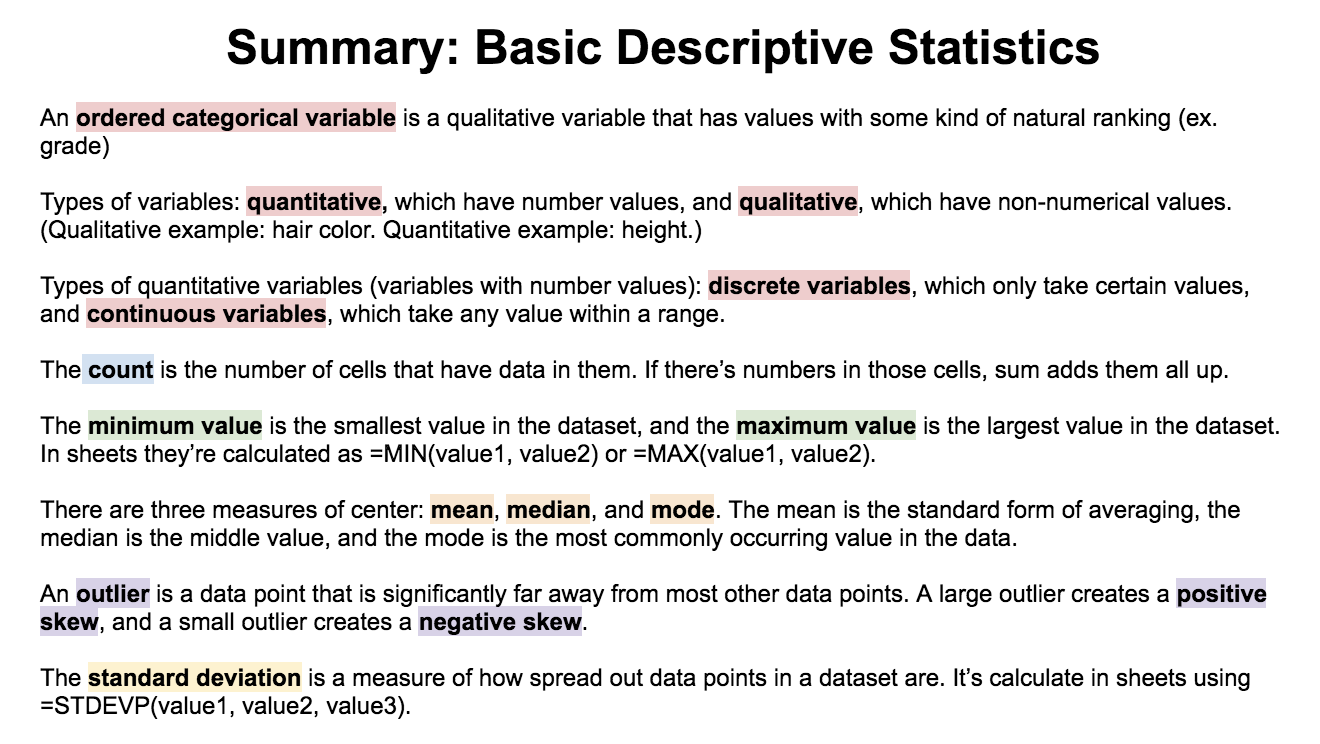 Summary: Basic Descriptive Statistics
An ordered categorical variable is a qualitative variable that has values with some kind of natural ranking (ex.
grade)
Types of variables: quantitative, which have number values, and qualitative, which have non-numerical values.
(Qualitative example: hair color. Quantitative example: height.)
Types of quantitative variables (variables with number values): discrete variables, which only take certain values,
and continuous variables, which take any value within a range.
The count is the number of cells that have data in them. If there’s numbers in those cells, sum adds them all up.
The minimum value is the smallest value in the dataset, and the maximum value is the largest value in the dataset.
In sheets they’re calculated as =MIN(value1, value2) or =MAX(value1, value2).
There are three measures of center: mean, median, and mode. The mean is the standard form of averaging, the
median is the middle value, and the mode is the most commonly occurring value in the data.
An outlier is a data point that is significantly far away from most other data points. A large outlier creates a positive
skew, and a small outlier creates a negative skew.
The standard deviation is a measure of how spread out data points in a dataset are. It’s calculate in sheets using
=STDEVP(value1, value2, value3).